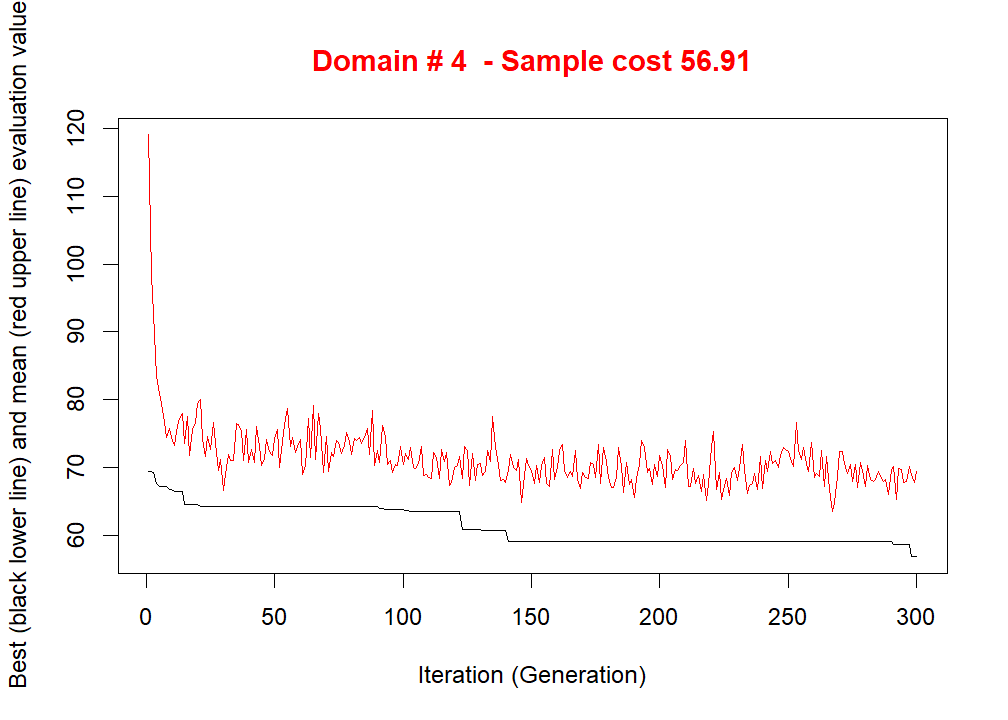 Domain # 4  - Sample cost 56.91
Best (black lower line) and mean (red upper line) evaluation value
120
110
100
90
80
70
60
0 50 100 150 200 250 300
Iteration (Generation)